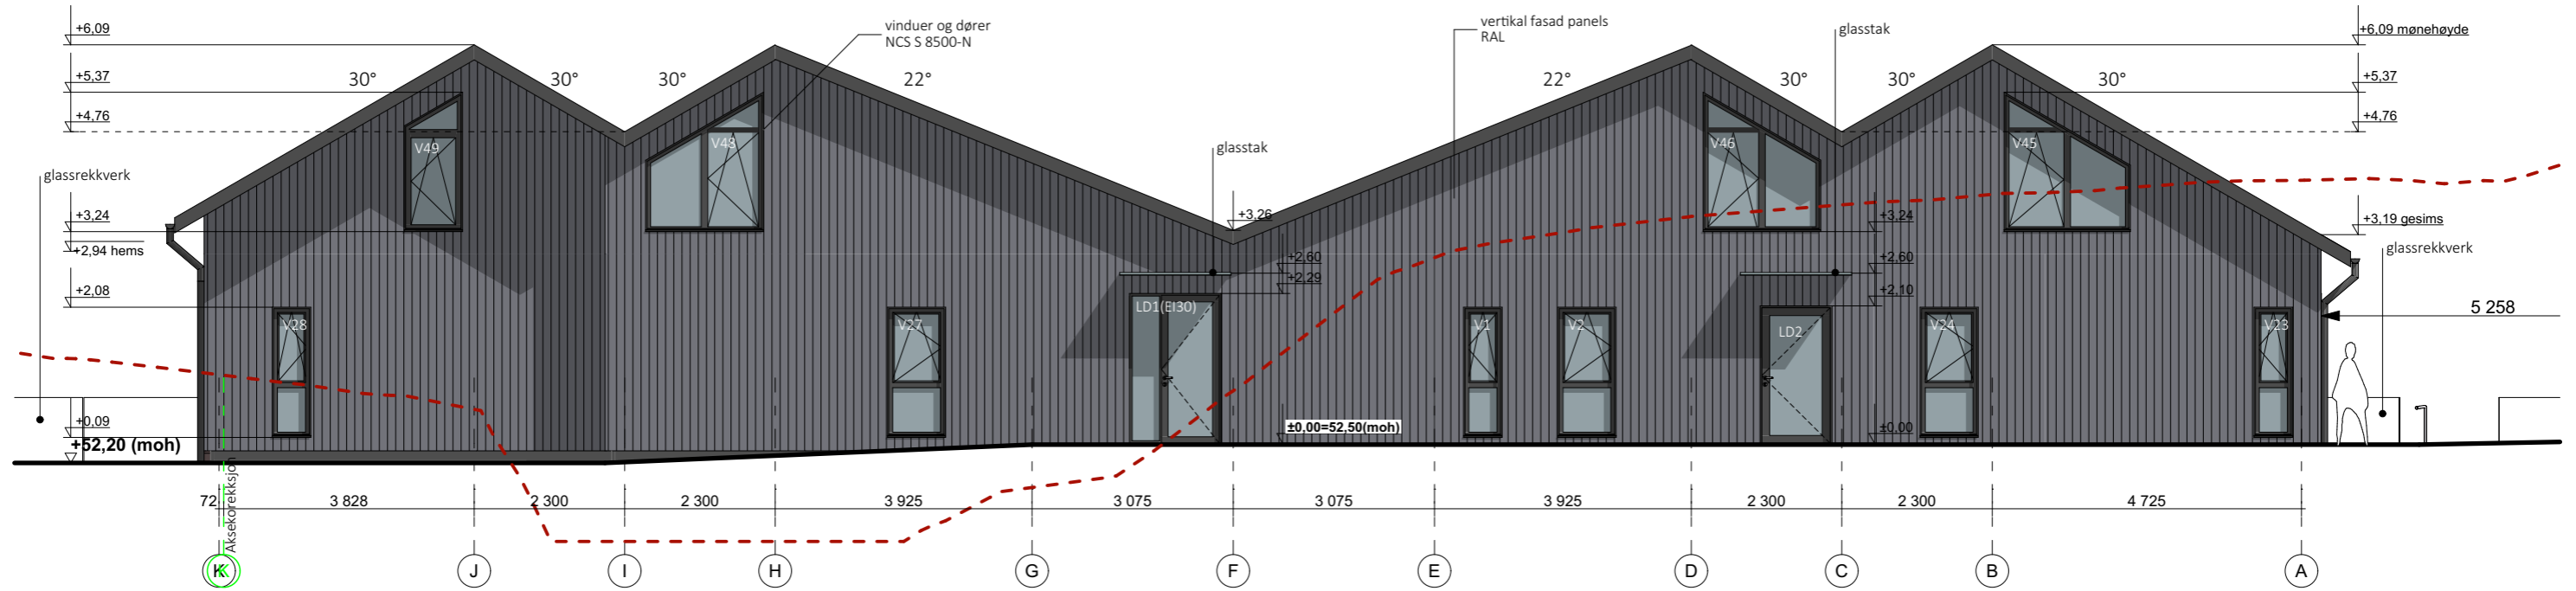 +6,09
+5,37
+4,76
glassrekkverk
+3,24
+2,94 hems
+2,08
+0,09
+52,20 (moh)
30°
30°
30°
22°
vinduer og dører
NCS S 8500-N
glasstak
+3,26
vertikal fasad panels
RAL
22°
30°
30°
30°
glasstak
+6,09 mønehøyde
+5,37
+4,76
+3,19 gesims
glassrekkverk
5 258
V49
V48
V46
V45
+3,24
+2,60
+2,29
+2,60
+2,10
V28
V27
LD1(EI30)
V1
V2
LD2
V24
V23
±0,00=52,50(moh)
±0,00
72
3 828
2 300
2 300
3 925
3 075
3 075
3 925
2 300
2 300
4 725
Aksekorrekksjon
K
K
J
I
H
G
F
E
D
C
B
A